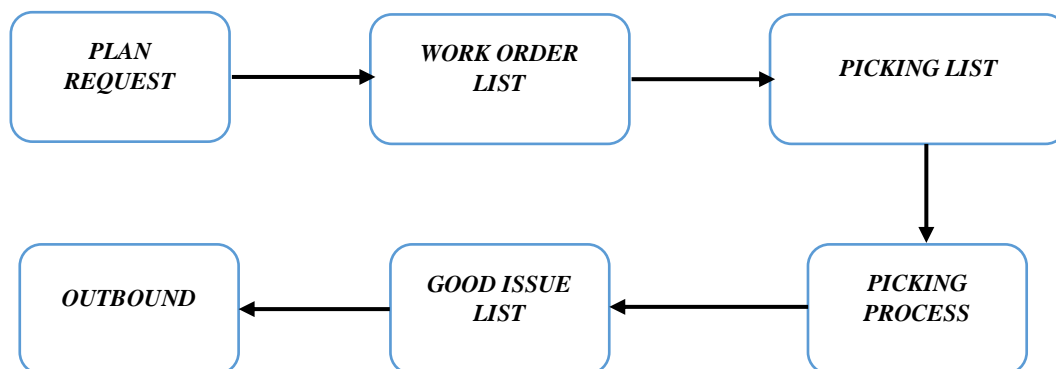 PLAN
REQUEST
WORK ORDER
LIST
PICKING LIST
PICKING
PROCESS
GOOD ISSUE
LIST
OUTBOUND